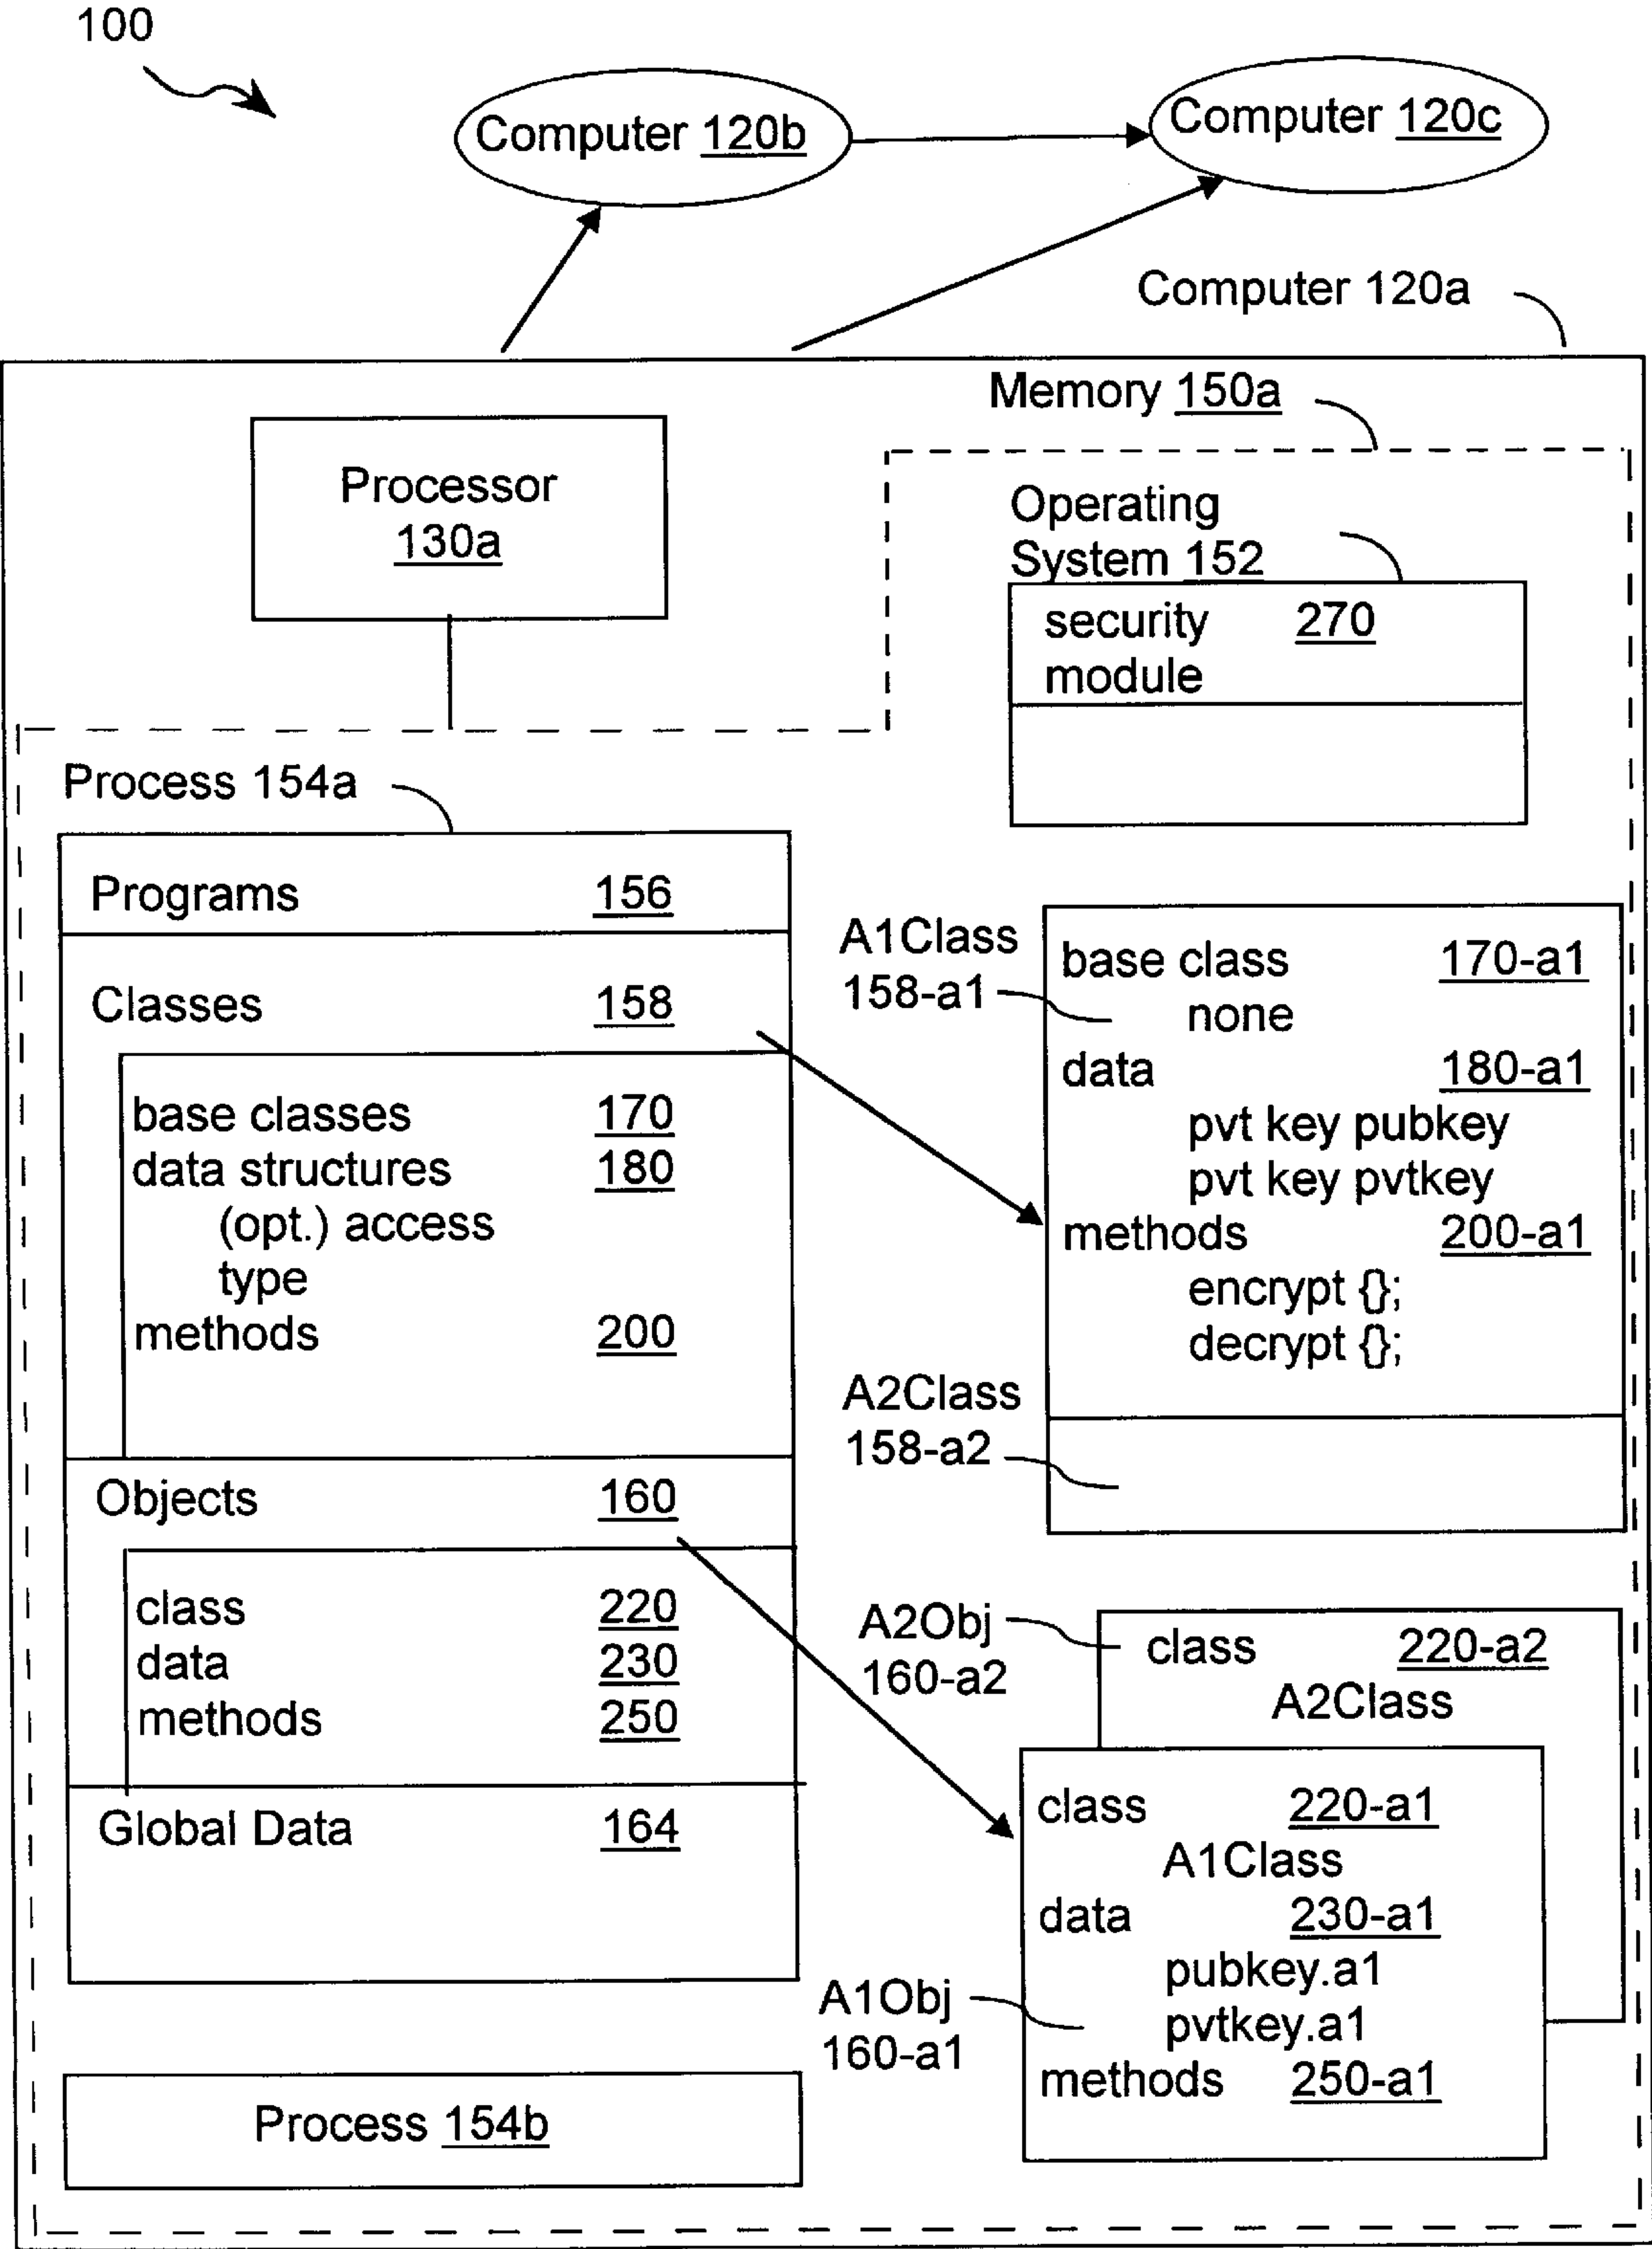 100
Computer 120b
Computer 120c
Computer 120a
Memory 150a
Processor
130a
Operating
System 152
security 270
module
Process 154a
Programs 156
Classes 158
base classes 170
data structures 180
(opt.) access
type
methods 200
Objects 160
class 220
data 230
methods 250
Global Data 164
Process 154b
A1Class
158-a1
base class 170-a1
none
data 180-a1
pvt key pubkey
pvt key pvtkey
methods 200-a1
encrypt {};
decrypt {};
A2Class
158-a2
A2Obj
160-a2
class 220-a2
A2Class
class 220-a1
A1Class
data 230-a1
pubkey.a1
pvtkey.a1
methods 250-a1
A1Obj
160-a1